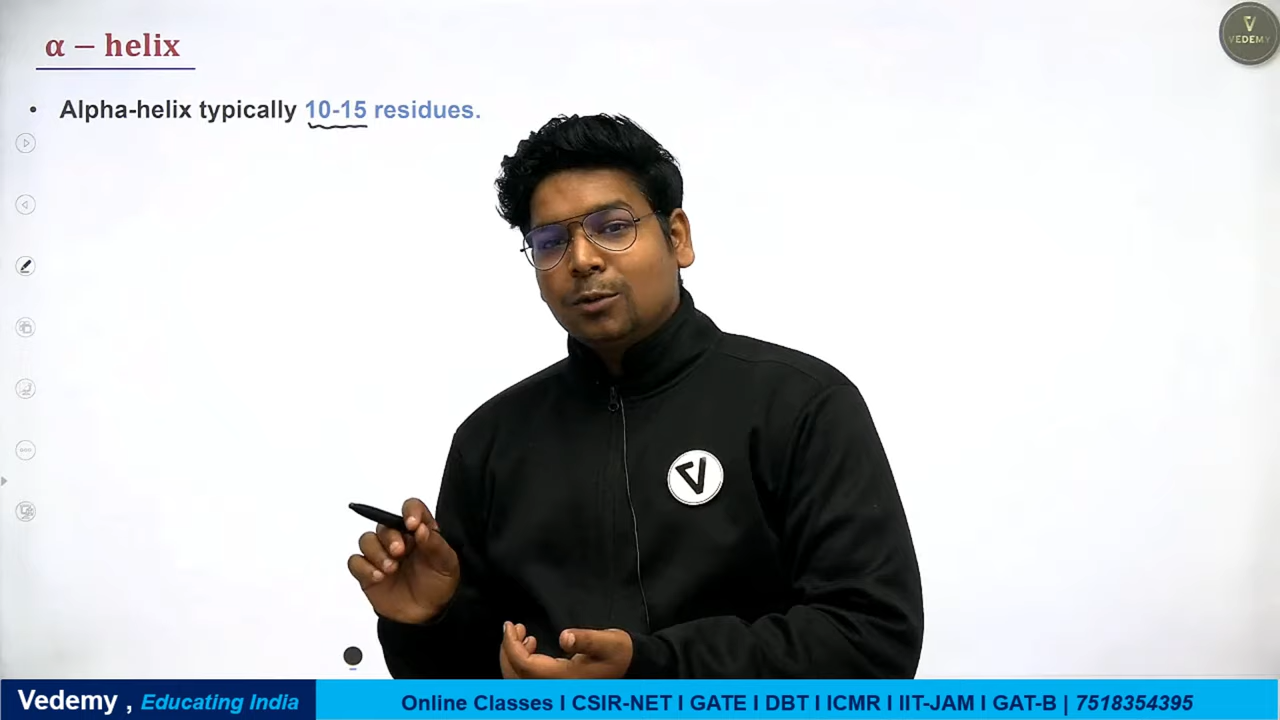 α – helix
VEDEMY
• Alpha-helix typically 10-15 residues.
Vedemy , Educating India
Online Classes I CSIR-NET I GATE I DBT I ICMR I IIT-JAM I GAT-B | 7518354395